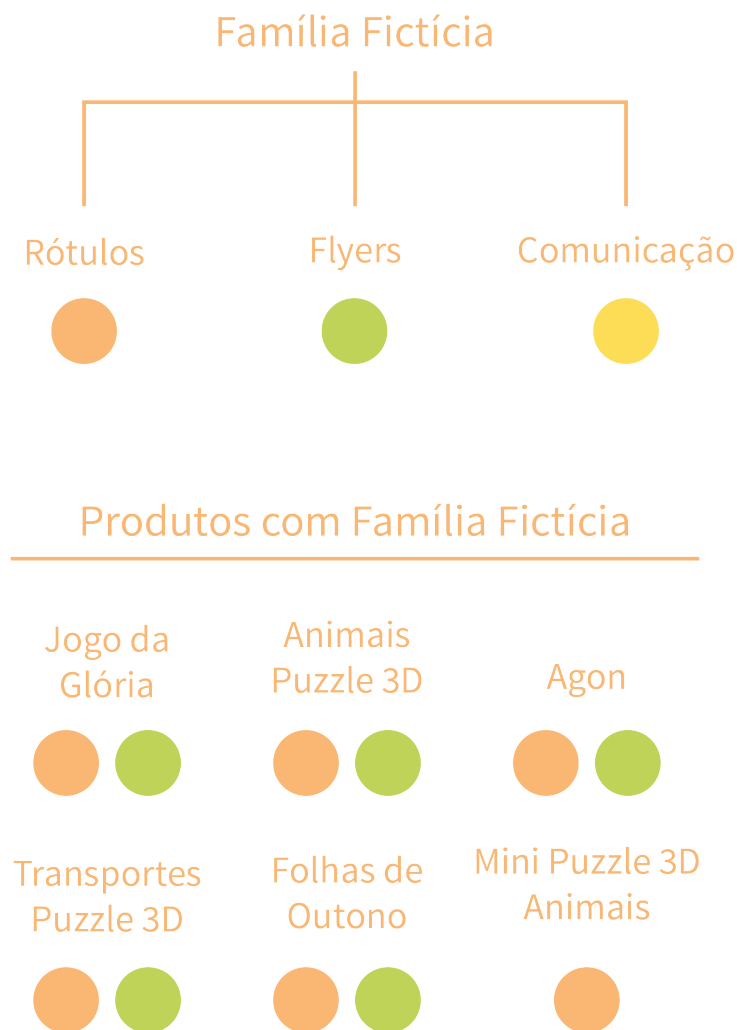 Família Fictícia
Rótulos
Flyers
Comunicação
Produtos com Família Fictícia
Jogo da
Glória
Animais
Puzzle 3D
Agon
Transportes
Puzzle 3D
Folhas de
Outono
Mini Puzzle 3D
Animais